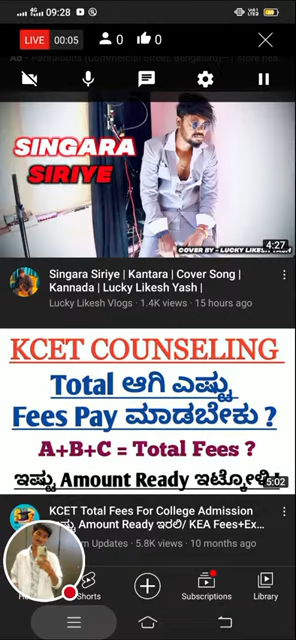 09:28
LIVE 00:05 0 0
SINGARA
SIRIYE
COVER BY - LUCKY LIKESH YASH
4:27
Singara Siriye | Kantara | Cover Song |
Kannada | Lucky Likesh Yash |
Lucky Likesh Vlogs · 1.4K views · 15 hours ago
KCET COUNSELING
Total ಆಗಿ ಎಷ್ಟು
Fees Pay ಮಾಡಬೇಕು ?
A+B+C = Total Fees ?
ಇಷ್ಟು Amount Ready ಇಟ್ಕೋಳಿ
5:02
KCET Total Fees For College Admission
Amount Ready ಇರಲಿ/ KEA Fees+Ex...
Updates · 5.8K views · 10 months ago
Shorts
Subscriptions
Library